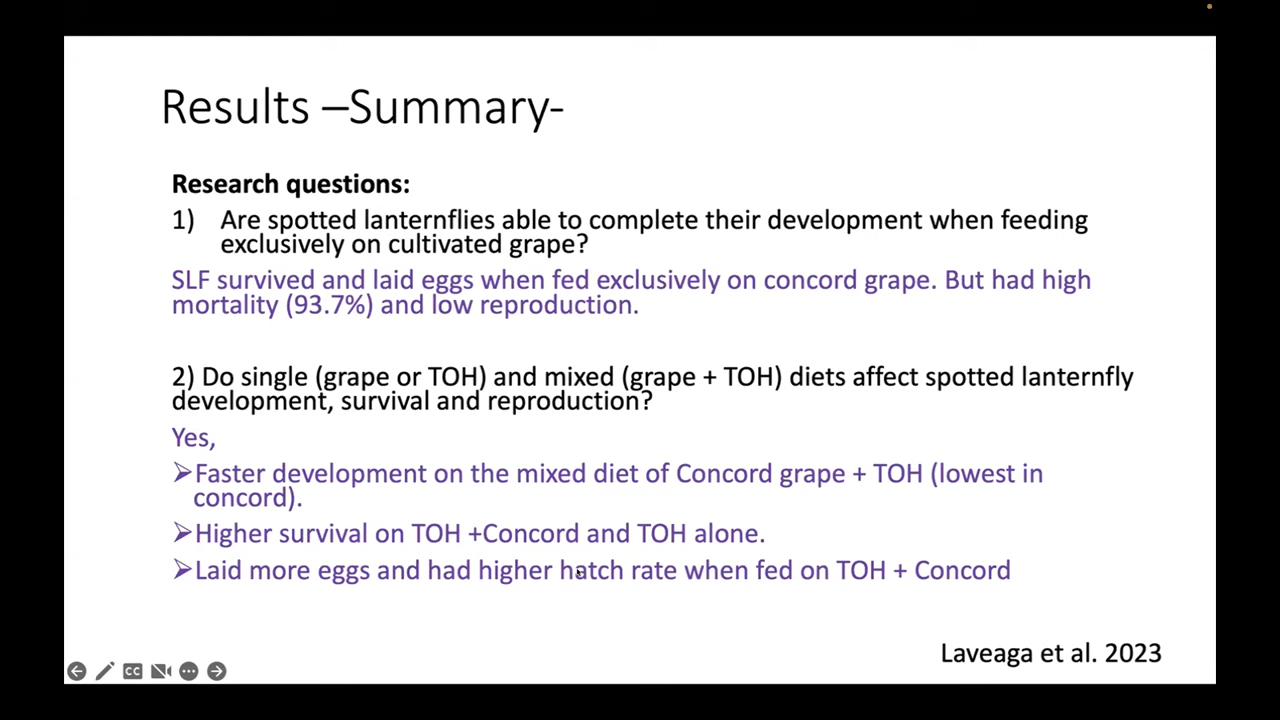 Results –Summary-
Research questions:
1) Are spotted lanternflies able to complete their development when feeding
exclusively on cultivated grape?
SLF survived and laid eggs when fed exclusively on concord grape. But had high
mortality (93.7%) and low reproduction.
2) Do single (grape or TOH) and mixed (grape + TOH) diets affect spotted lanternfly
development, survival and reproduction?
Yes,
➢Faster development on the mixed diet of Concord grape + TOH (lowest in
concord).
➢Higher survival on TOH +Concord and TOH alone.
➢Laid more eggs and had higher hatch rate when fed on TOH + Concord
Laveaga et al. 2023
CC